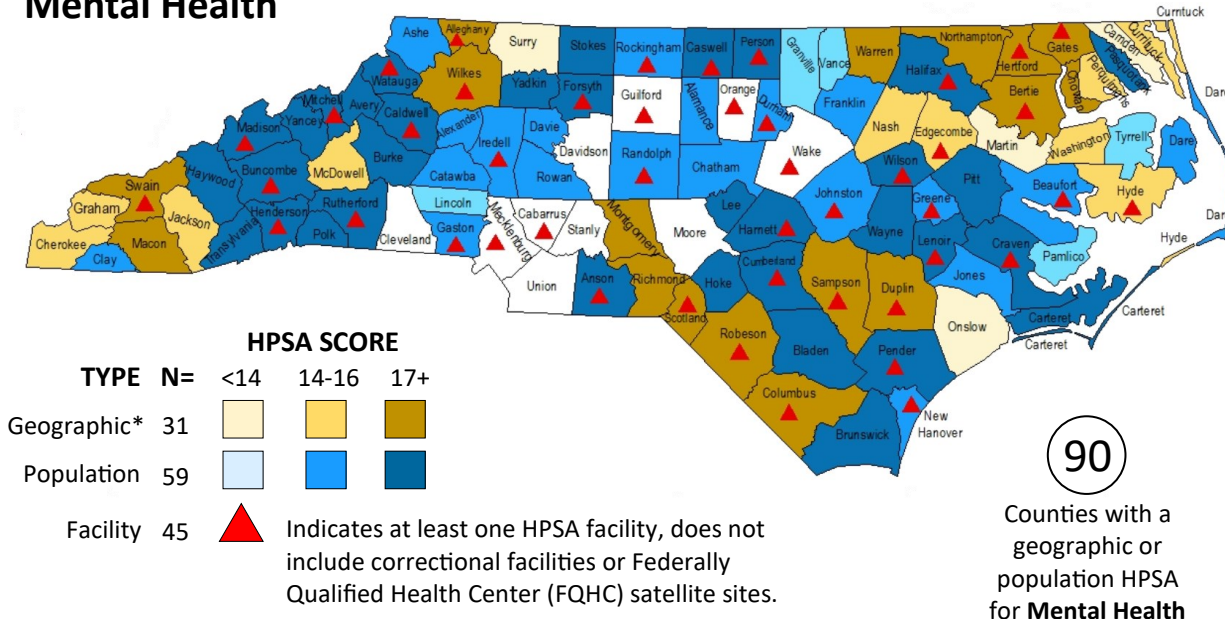 Mental Health
Curntuck
Ashe
Alleghany
Surry
Stokes
Rockingham
Caswell
Person
Granville
Vance
Warren
Northampton
Gates
Camden
Currituck
Pasquotank
Perquimans
Chowan
Hertford
Halifax
Bertie
Dare
Watauga
Wilkes
Yadkin
Forsyth
Guilford
Alamance
Orange
Durham
Franklin
Nash
Edgecombe
Martin
Washington
Tyrrell
Dare
Mitchell
Avery
Caldwell
Alexander
Iredell
Davie
Davidson
Randolph
Chatham
Wake
Wilson
Pitt
Beaufort
Hyde
Madison
Yancey
Burke
Catawba
Rowan
Johnston
Greene
Haywood
Buncombe
McDowell
Swain
Graham
Jackson
Rutherford
Lincoln
Cabarrus
Montgomery
Lee
Harnett
Wayne
Lenoir
Craven
Pamlico
Dare
Hyde
Cherokee
Clay
Macon
Transylvania
Henderson
Polk
Cleveland
Gaston
Mecklenburg
Stanly
Moore
Cumberland
Sampson
Duplin
Jones
Union
Anson
Richmond
Scotland
Hoke
Carteret
Carteret
Carteret
Onslow
Robeson
Bladen
Pender
Columbus
Brunswick
New
Hanover
HPSA SCORE
TYPE N= <14 14-16 17+
Geographic* 31
Population 59
Facility 45 Indicates at least one HPSA facility, does not
include correctional facilities or Federally
Qualified Health Center (FQHC) satellite sites.
90
Counties with a
geographic or
population HPSA
for Mental Health